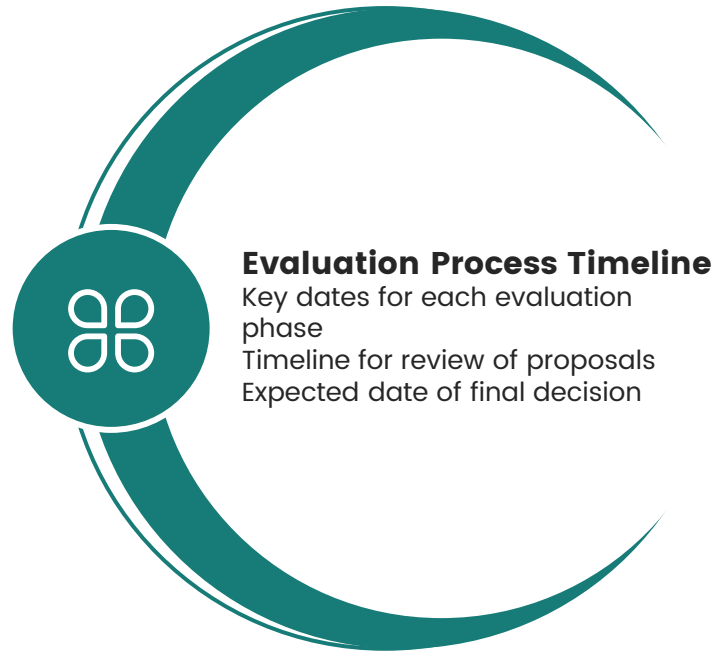 Evaluation Process Timeline
Key dates for each evaluation
phase
Timeline for review of proposals
Expected date of final decision